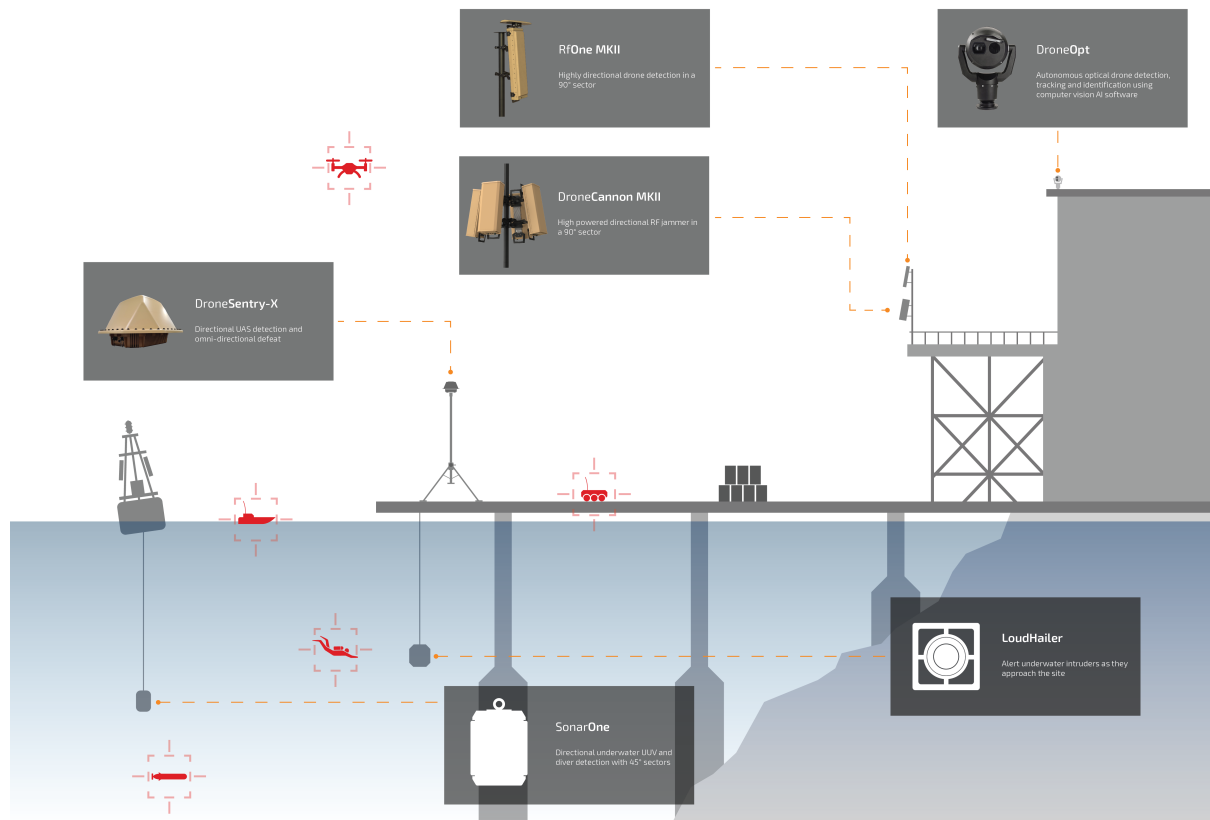 RfOne MKII
Highly directional drone detection in a
90° sector
DroneOpt
Autonomous optical drone detection,
tracking and identification using
computer vision AI software
DroneCannon MKII
High powered directional RF jammer in
a 90° sector
DroneSentry-X
Directional UAS detection and
omni-directional defeat
LoudHailer
Alert underwater intruders as they
approach the site
SonarOne
Directional underwater UUV and
diver detection with 45° sectors